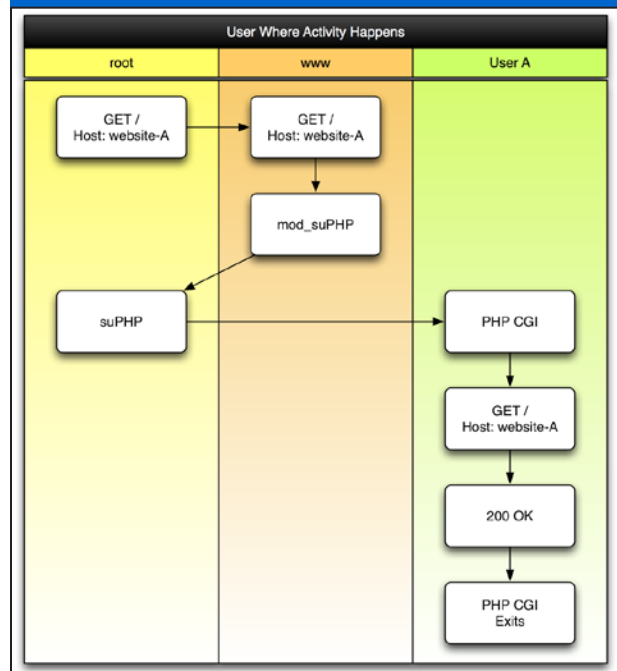 User Where Activity Happens
root
www
User A
GET /
Host: website-A
GET /
Host: website-A
mod_suPHP
suPHP
PHP CGI
GET /
Host: website-A
200 OK
PHP CGI
Exits